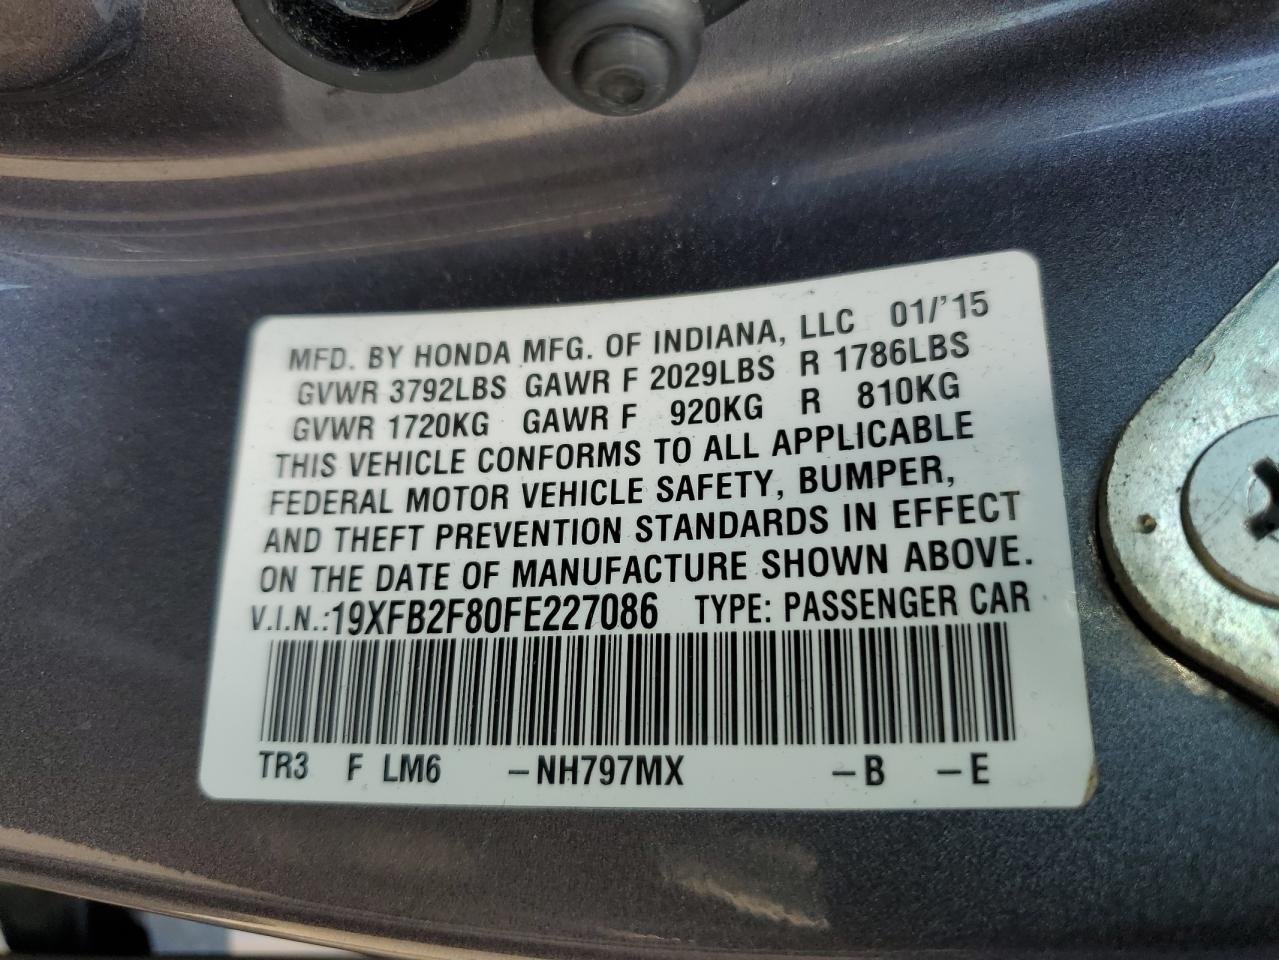 MFD. BY HONDA MFG. OF INDIANA, LLC 01/'15
GVWR 3792LBS GAWR F 2029LBS R 1786LBS
GVWR 1720KG GAWR F 920KG R 810KG
THIS VEHICLE CONFORMS TO ALL APPLICABLE
FEDERAL MOTOR VEHICLE SAFETY, BUMPER,
AND THEFT PREVENTION STANDARDS IN EFFECT
ON THE DATE OF MANUFACTURE SHOWN ABOVE.
V.I.N.:19XFB2F80FE227086 TYPE: PASSENGER CAR
TR3 F LM6 –NH797MX –B –E